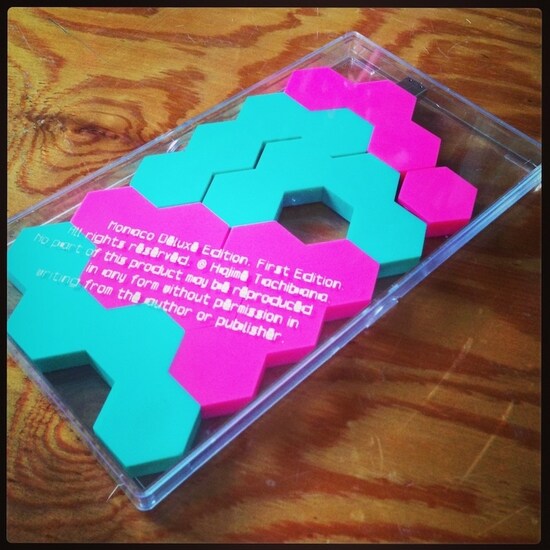 Monaco Deluxe Edition. First Edition
All rights reserved. © Hajime Tachibana
No part of this product may be reproduced
in any form without permission in
writing from the author or publisher